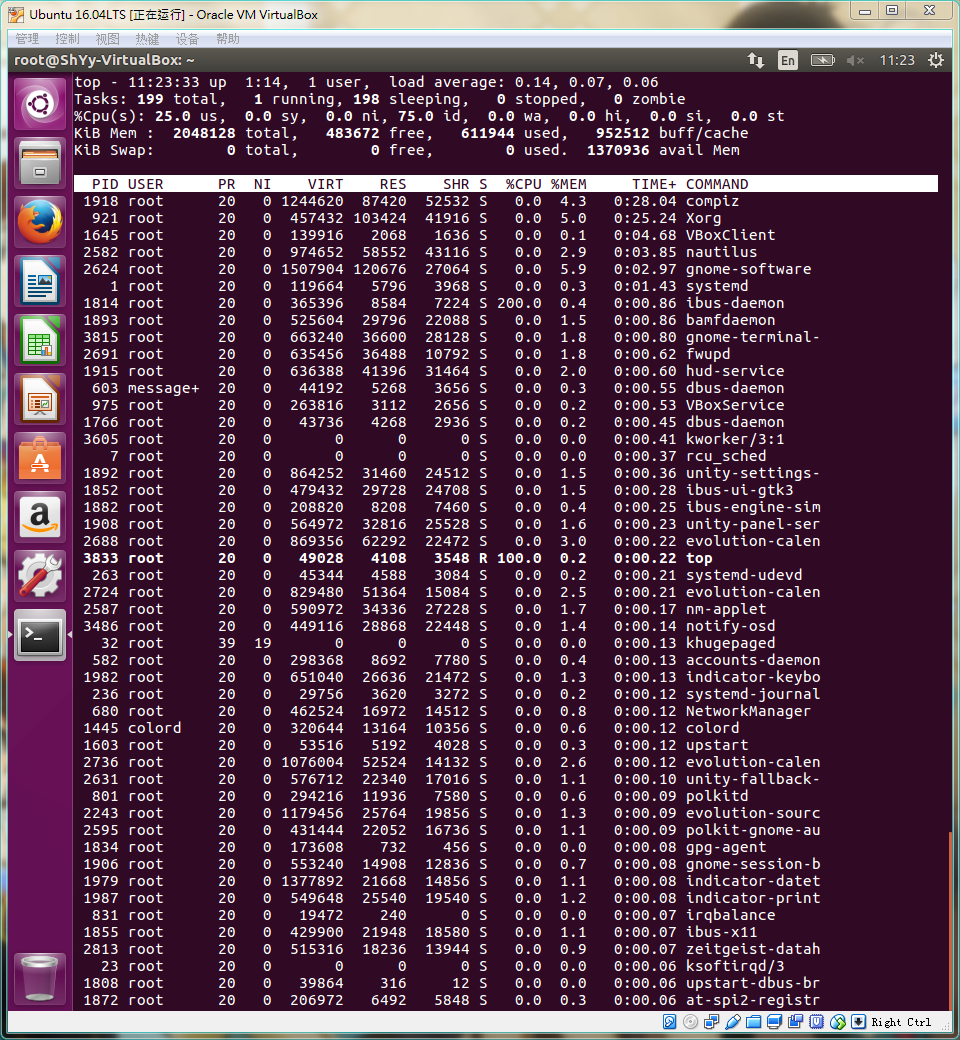 Ubuntu 16.04LTS [正在运行] - Oracle VM VirtualBox
管理 控制 视图 热键 设备 帮助
root@ShYy-VirtualBox: ~ En 11:23
top - 11:23:33 up  1:14,  1 user,  load average: 0.14, 0.07, 0.06
Tasks: 199 total,   1 running, 198 sleeping,   0 stopped,   0 zombie
%Cpu(s): 25.0 us,  0.0 sy,  0.0 ni, 75.0 id,  0.0 wa,  0.0 hi,  0.0 si,  0.0 st
KiB Mem :  2048128 total,   483672 free,   611944 used,   952512 buff/cache
KiB Swap:        0 total,        0 free,        0 used.  1370936 avail Mem
PID USER PR NI VIRT RES SHR S %CPU %MEM TIME+ COMMAND
1918 root 20 0 1244620 87420 52532 S 0.0 4.3 0:28.04 compiz
921 root 20 0 457432 103424 41916 S 0.0 5.0 0:25.24 Xorg
1645 root 20 0 139916 2068 1636 S 0.0 0.1 0:04.68 VBoxClient
2582 root 20 0 974652 58552 43116 S 0.0 2.9 0:03.85 nautilus
2624 root 20 0 1507904 120676 27064 S 0.0 5.9 0:02.97 gnome-software
1 root 20 0 119664 5796 3968 S 0.0 0.3 0:01.43 systemd
1814 root 20 0 365396 8584 7224 S 200.0 0.4 0:00.86 ibus-daemon
1893 root 20 0 525604 29796 22088 S 0.0 1.5 0:00.86 bamfdaemon
3815 root 20 0 663240 36600 28128 S 0.0 1.8 0:00.80 gnome-terminal-
2691 root 20 0 635456 36488 10792 S 0.0 1.8 0:00.62 fwupd
1915 root 20 0 636388 41396 31464 S 0.0 2.0 0:00.60 hud-service
603 message+ 20 0 44192 5268 3656 S 0.0 0.3 0:00.55 dbus-daemon
975 root 20 0 263816 3112 2656 S 0.0 0.2 0:00.53 VBoxService
1766 root 20 0 43736 4268 2936 S 0.0 0.2 0:00.45 dbus-daemon
3605 root 20 0 0 0 0 S 0.0 0.0 0:00.41 kworker/3:1
7 root 20 0 0 0 0 S 0.0 0.0 0:00.37 rcu_sched
1892 root 20 0 864252 31460 24512 S 0.0 1.5 0:00.36 unity-settings-
1852 root 20 0 479432 29728 24708 S 0.0 1.5 0:00.28 ibus-ui-gtk3
1882 root 20 0 208820 8208 7460 S 0.0 0.4 0:00.25 ibus-engine-sim
1908 root 20 0 564972 32816 25528 S 0.0 1.6 0:00.23 unity-panel-ser
2688 root 20 0 869356 62292 22472 S 0.0 3.0 0:00.22 evolution-calen
3833 root 20 0 49028 4108 3548 R 100.0 0.2 0:00.22 top
263 root 20 0 45344 4588 3084 S 0.0 0.2 0:00.21 systemd-udevd
2724 root 20 0 829480 51364 15084 S 0.0 2.5 0:00.21 evolution-calen
2587 root 20 0 590972 34336 27228 S 0.0 1.7 0:00.17 nm-applet
3486 root 20 0 449116 28868 22448 S 0.0 1.4 0:00.14 notify-osd
32 root 39 19 0 0 0 S 0.0 0.0 0:00.13 khugepaged
582 root 20 0 298368 8692 7780 S 0.0 0.4 0:00.13 accounts-daemon
1982 root 20 0 651040 26636 21472 S 0.0 1.3 0:00.13 indicator-keybo
236 root 20 0 29756 3620 3272 S 0.0 0.2 0:00.12 systemd-journal
680 root 20 0 462524 16972 14512 S 0.0 0.8 0:00.12 NetworkManager
1445 colord 20 0 320644 13164 10356 S 0.0 0.6 0:00.12 colord
1603 root 20 0 53516 5192 4028 S 0.0 0.3 0:00.12 upstart
2736 root 20 0 1076004 52524 14132 S 0.0 2.6 0:00.12 evolution-calen
2631 root 20 0 576712 22340 17016 S 0.0 1.1 0:00.10 unity-fallback-
801 root 20 0 294216 11936 7580 S 0.0 0.6 0:00.09 polkitd
2243 root 20 0 1179456 25764 19856 S 0.0 1.3 0:00.09 evolution-sourc
2595 root 20 0 431444 22052 16736 S 0.0 1.1 0:00.09 polkit-gnome-au
1834 root 20 0 173608 732 456 S 0.0 0.0 0:00.08 gpg-agent
1906 root 20 0 553240 14908 12836 S 0.0 0.7 0:00.08 gnome-session-b
1979 root 20 0 1377892 21668 14856 S 0.0 1.1 0:00.08 indicator-datet
1987 root 20 0 549648 25540 19540 S 0.0 1.2 0:00.08 indicator-print
831 root 20 0 19472 240 0 S 0.0 0.0 0:00.07 irqbalance
1855 root 20 0 429900 21948 18580 S 0.0 1.1 0:00.07 ibus-x11
2813 root 20 0 515316 18236 13944 S 0.0 0.9 0:00.07 zeitgeist-datah
23 root 20 0 0 0 0 S 0.0 0.0 0:00.06 ksoftirqd/3
1808 root 20 0 39864 316 12 S 0.0 0.0 0:00.06 upstart-dbus-br
1872 root 20 0 206972 6492 5848 S 0.0 0.3 0:00.06 at-spi2-registr
Right Ctrl